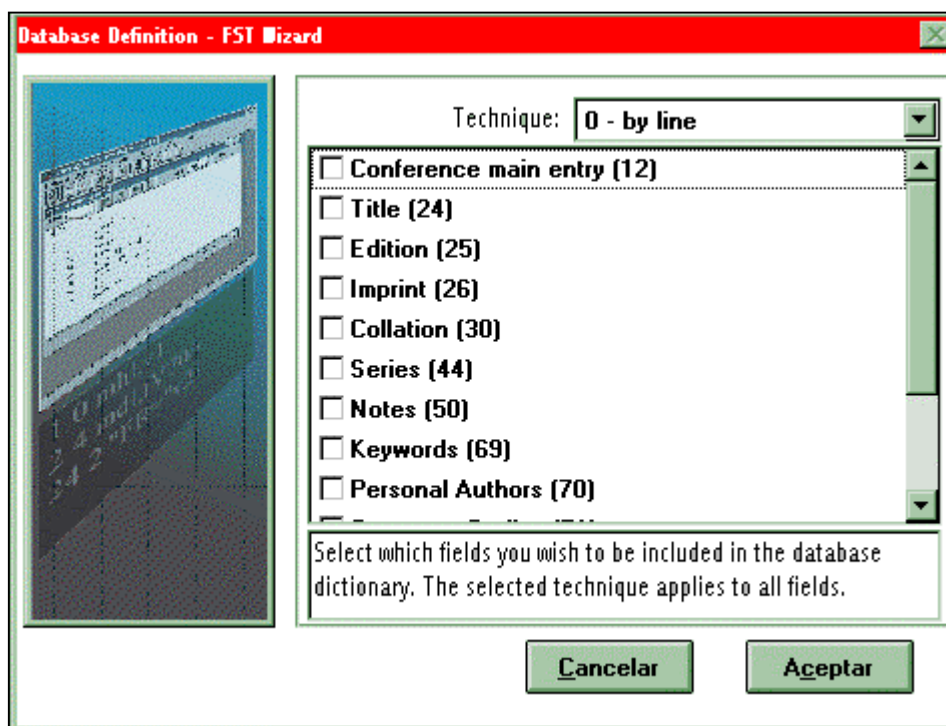 Database Definition - FST Wizard
Technique: 0 - by line
Conference main entry (12)
Title (24)
Edition (25)
Imprint (26)
Collation (30)
Series (44)
Notes (50)
Keywords (69)
Personal Authors (70)
Select which fields you wish to be included in the database
dictionary. The selected technique applies to all fields.
Cancelar
Aceptar